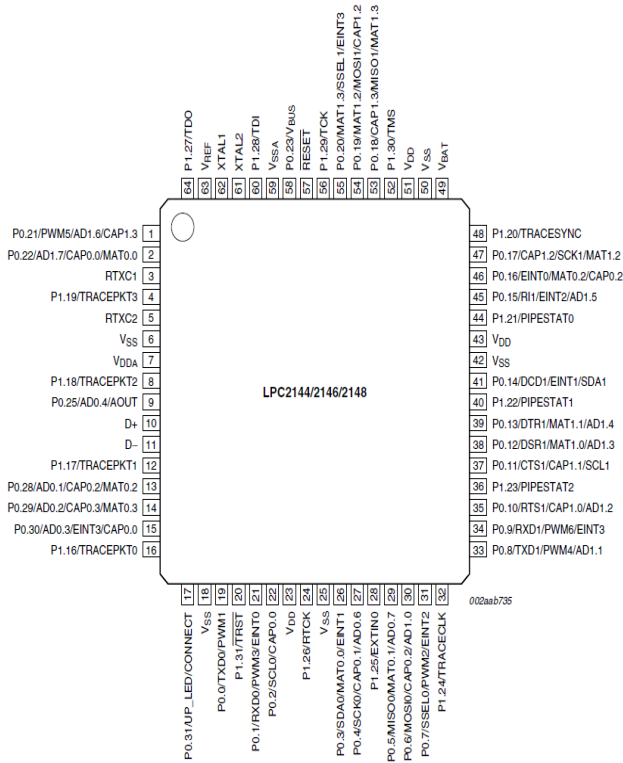 P1.27/TDO
VREF
XTAL1
XTAL2
P1.28/TDI
VSSA
P0.23/VBUS
RESET
P1.29/TCK
P0.20/MAT1.3/SSEL1/EINT3
P0.19/MAT1.2/MOSI1/CAP1.2
P0.18/CAP1.3/MISO1/MAT1.3
P1.30/TMS
VDD
VSS
VBAT
64 63 62 61 60 59 58 57 56 55 54 53 52 51 50 49
P0.21/PWM5/AD1.6/CAP1.3 1
P0.22/AD1.7/CAP0.0/MAT0.0 2
RTXC1 3
P1.19/TRACEPKT3 4
RTXC2 5
VSS 6
VDDA 7
P1.18/TRACEPKT2 8
P0.25/AD0.4/AOUT 9
D+ 10
D− 11
P1.17/TRACEPKT1 12
P0.28/AD0.1/CAP0.2/MAT0.2 13
P0.29/AD0.2/CAP0.3/MAT0.3 14
P0.30/AD0.3/EINT3/CAP0.0 15
P1.16/TRACEPKT0 16
LPC2144/2146/2148
48 P1.20/TRACESYNC
47 P0.17/CAP1.2/SCK1/MAT1.2
46 P0.16/EINT0/MAT0.2/CAP0.2
45 P0.15/RI1/EINT2/AD1.5
44 P1.21/PIPESTAT0
43 VDD
42 VSS
41 P0.14/DCD1/EINT1/SDA1
40 P1.22/PIPESTAT1
39 P0.13/DTR1/MAT1.1/AD1.4
38 P0.12/DSR1/MAT1.0/AD1.3
37 P0.11/CTS1/CAP1.1/SCL1
36 P1.23/PIPESTAT2
35 P0.10/RTS1/CAP1.0/AD1.2
34 P0.9/RXD1/PWM6/EINT3
33 P0.8/TXD1/PWM4/AD1.1
17 18 19 20 21 22 23 24 25 26 27 28 29 30 31 32
002aab735
P0.31/UP_LED/CONNECT
VSS
P0.0/TXD0/PWM1
P1.31/TRST
P0.1/RXD0/PWM3/EINT0
P0.2/SCL0/CAP0.0
VDD
P1.26/RTCK
VSS
P0.3/SDA0/MAT0.0/EINT1
P0.4/SCK0/CAP0.1/AD0.6
P1.25/EXTIN0
P0.5/MISO0/MAT0.1/AD0.7
P0.6/MOSI0/CAP0.2/AD1.0
P0.7/SSEL0/PWM2/EINT2
P1.24/TRACECLK